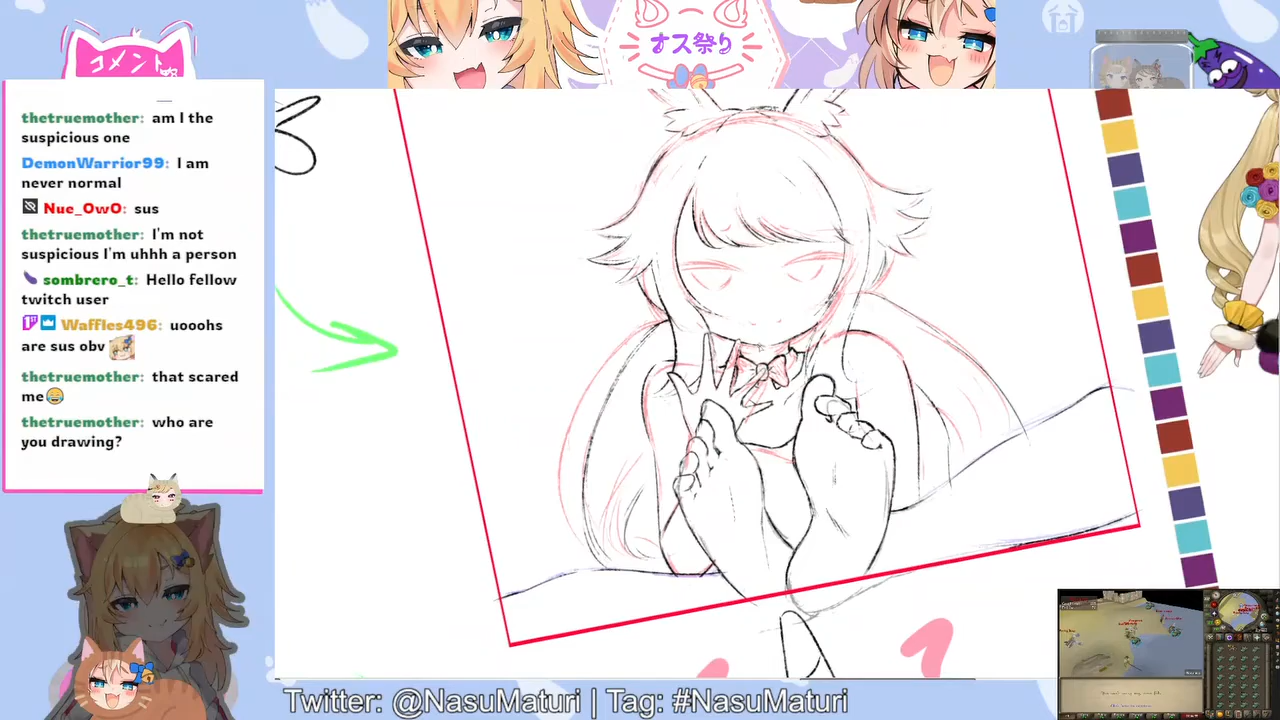 コメント
ナス祭り
thetruemother: am I the
suspicious one
DemonWarrior99: I am
never normal
Nue_OwO: sus
thetruemother: I'm not
suspicious I'm uhhh a person
sombrero_t: Hello fellow
twitch user
Waffles496: uooohs
are sus obv
thetruemother: that scared
me
thetruemother: who are
you drawing?
Twitter: @NasuMaturi | Tag: #NasuMaturi